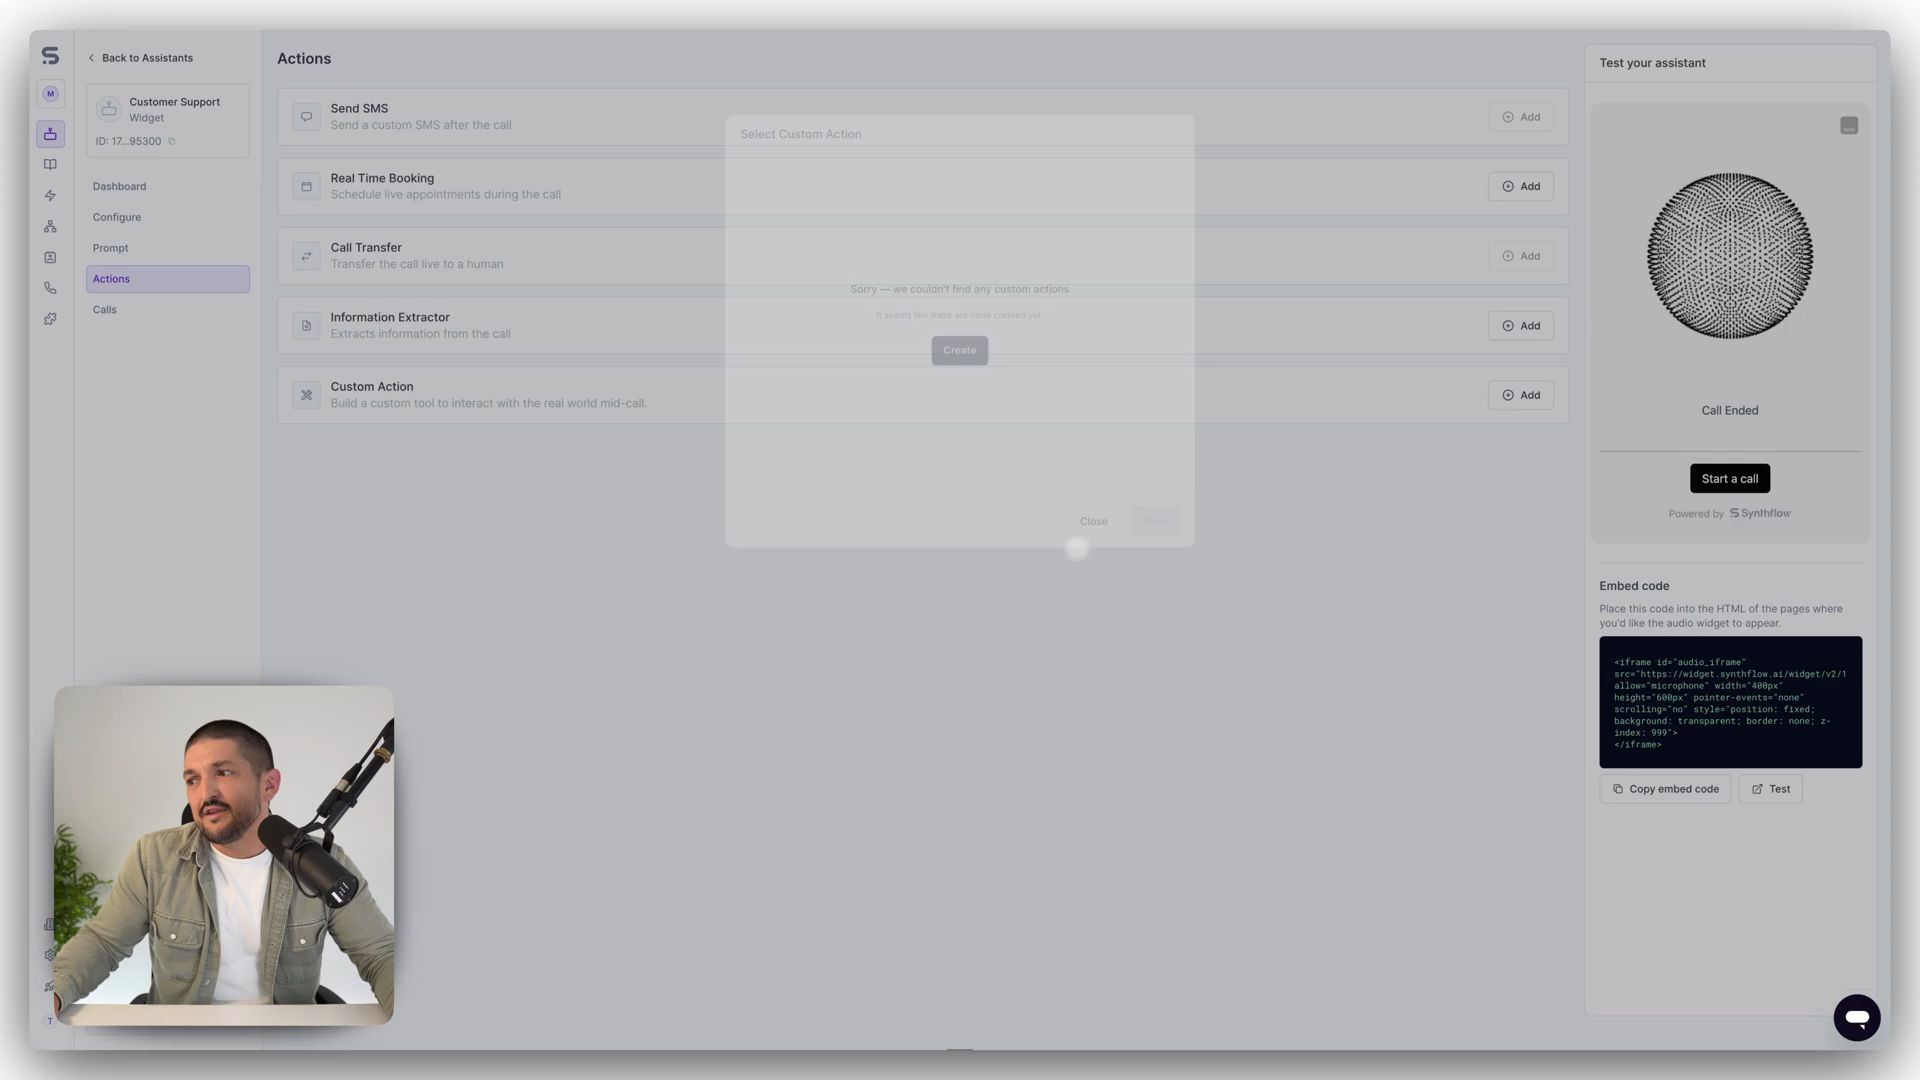 Back to Assistants
M
Customer Support
Widget
ID: 17...95300
Dashboard
Configure
Prompt
Actions
Calls
T
Actions
Send SMS
Send a custom SMS after the call
Add
Real Time Booking
Schedule live appointments during the call
Add
Call Transfer
Transfer the call live to a human
Add
Information Extractor
Extracts information from the call
Add
Custom Action
Build a custom tool to interact with the real world mid-call.
Add
Select Custom Action
Sorry — we couldn't find any custom actions
It seems like there are none created yet.
Create
Close
Save
Test your assistant
Call Ended
Start a call
Powered by Synthflow
Embed code
Place this code into the HTML of the pages where
you'd like the audio widget to appear.
<iframe id="audio_iframe"
src="https://widget.synthflow.ai/widget/v2/1
allow="microphone" width="400px"
height="600px" pointer-events="none"
scrolling="no" style="position: fixed;
background: transparent; border: none; z-
index: 999">
</iframe>
Copy embed code
Test